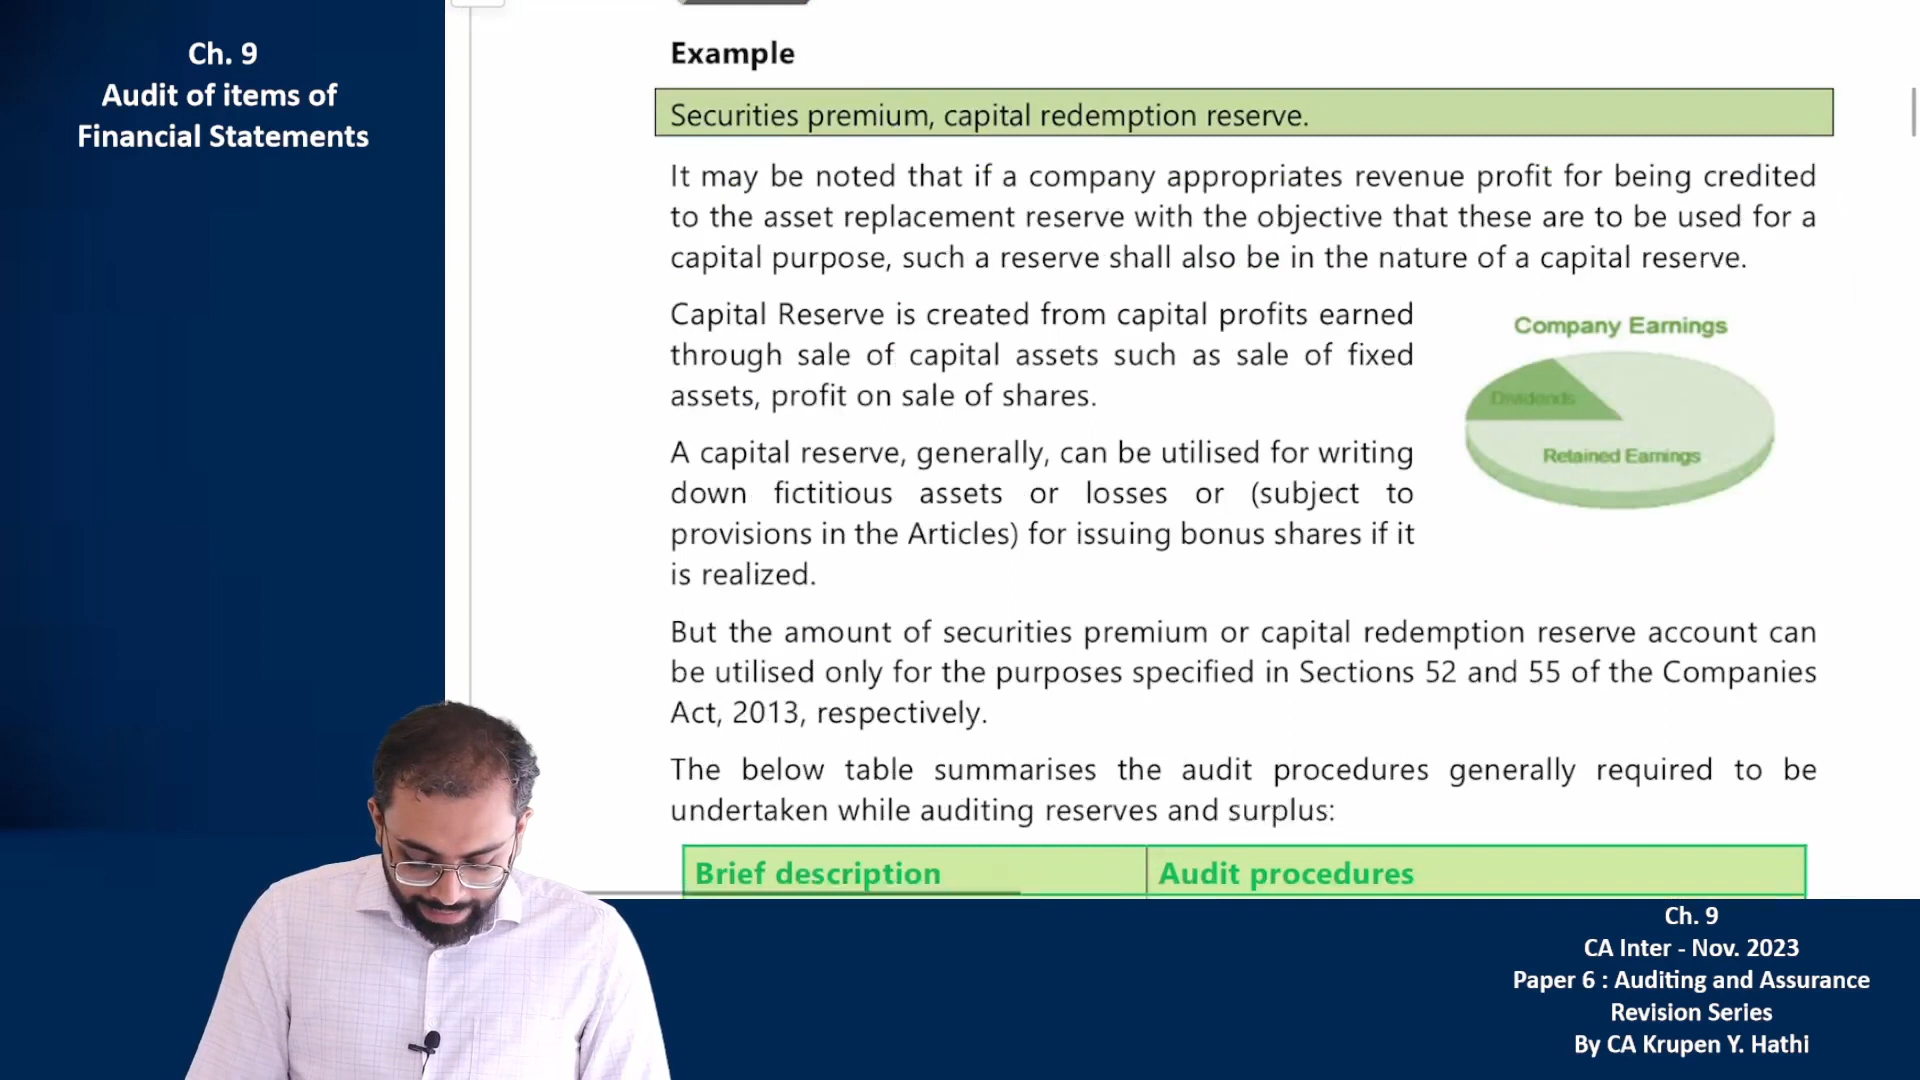 Ch. 9
Audit of items of
Financial Statements
Example
Securities premium, capital redemption reserve.
It may be noted that if a company appropriates revenue profit for being credited
to the asset replacement reserve with the objective that these are to be used for a
capital purpose, such a reserve shall also be in the nature of a capital reserve.
Capital Reserve is created from capital profits earned
through sale of capital assets such as sale of fixed
assets, profit on sale of shares.
Company Earnings
Dividends
Retained Earnings
A capital reserve, generally, can be utilised for writing
down fictitious assets or losses or (subject to
provisions in the Articles) for issuing bonus shares if it
is realized.
But the amount of securities premium or capital redemption reserve account can
be utilised only for the purposes specified in Sections 52 and 55 of the Companies
Act, 2013, respectively.
The below table summarises the audit procedures generally required to be
undertaken while auditing reserves and surplus:
Brief description
Audit procedures
Ch. 9
CA Inter - Nov. 2023
Paper 6 : Auditing and Assurance
Revision Series
By CA Krupen Y. Hathi